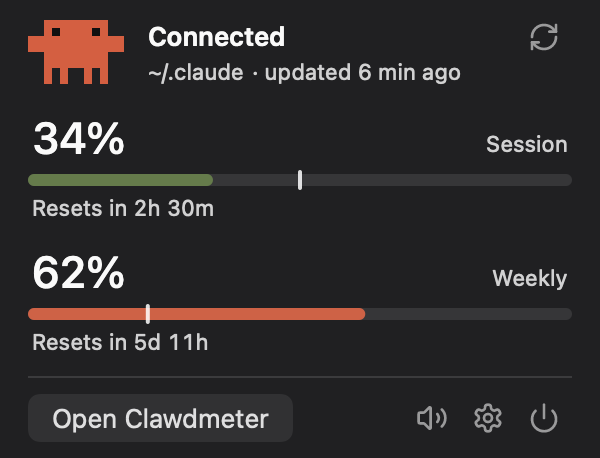 Connected
~/.claude · updated 6 min ago
34%
Session
Resets in 2h 30m
62%
Weekly
Resets in 5d 11h
Open Clawdmeter